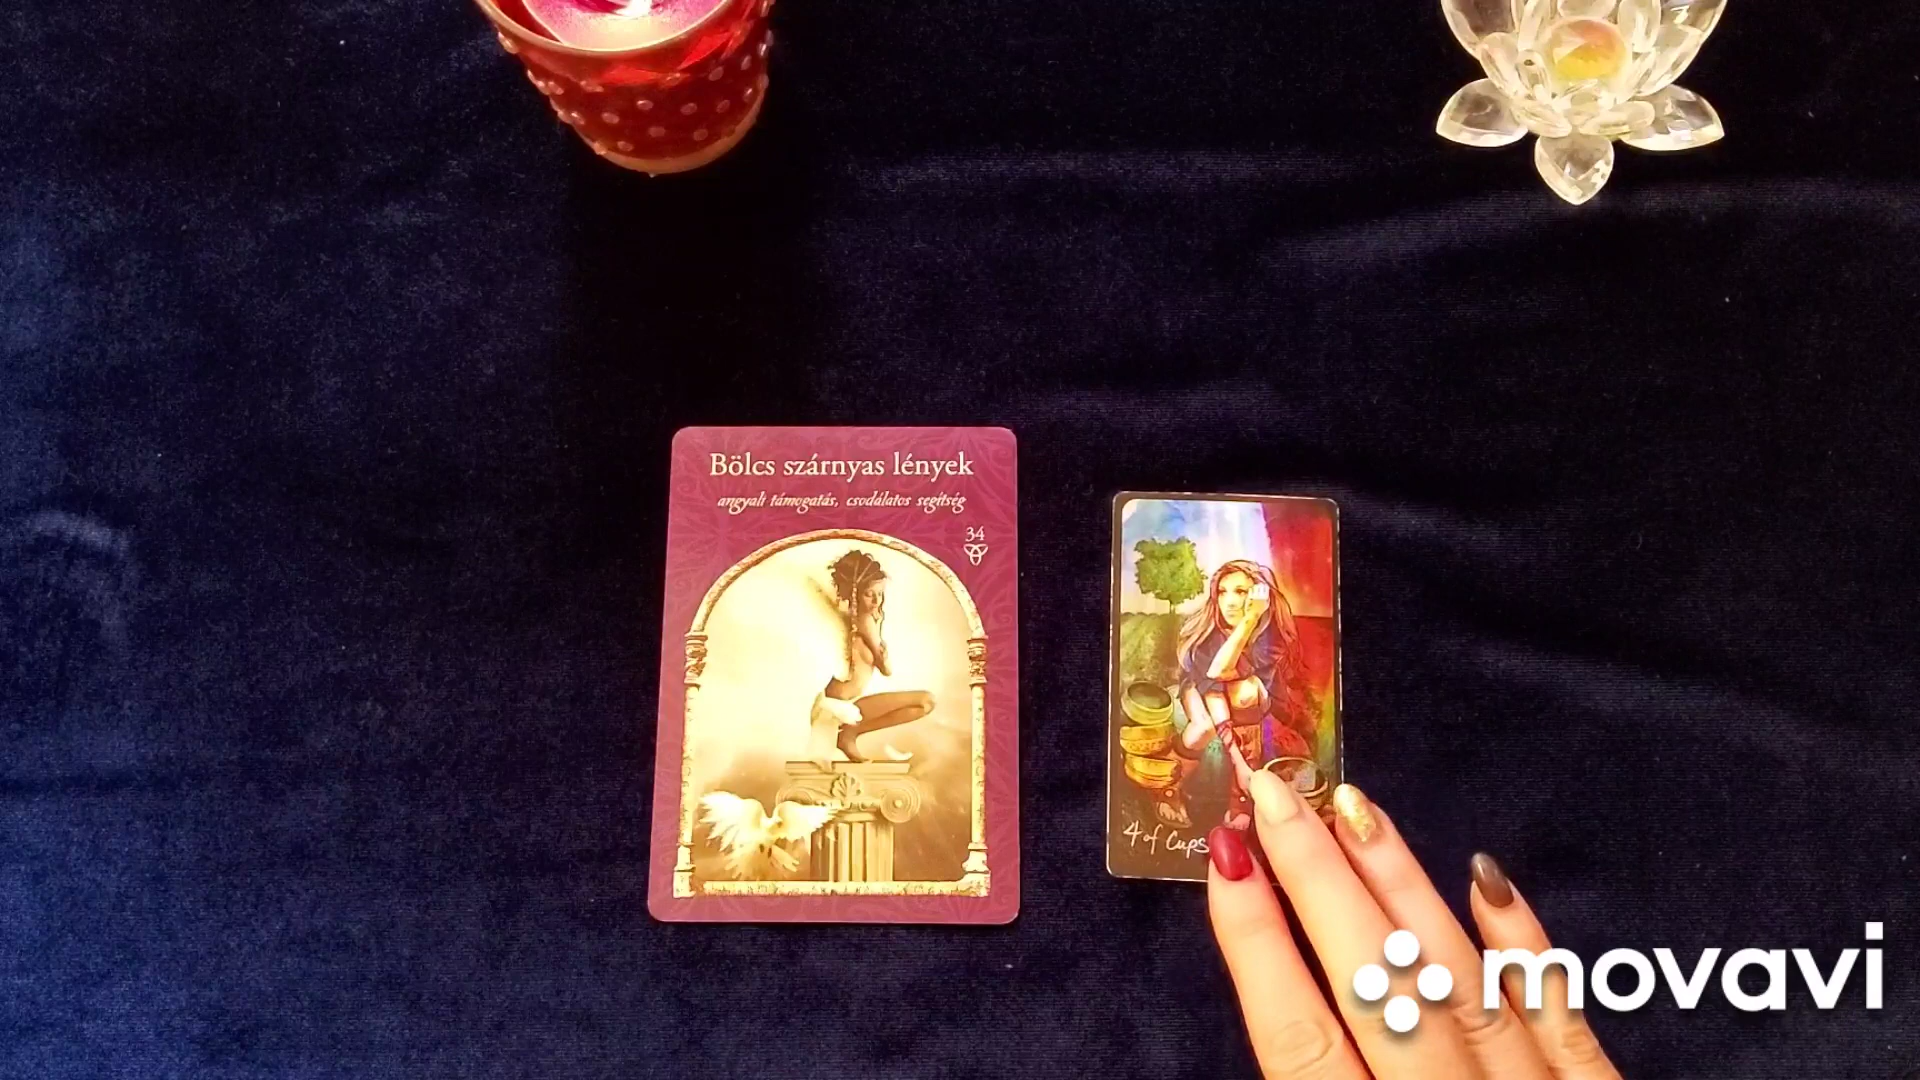 Bölcs szárnyas lények
angyali támogatás, csodálatos segítség
34
4 of Cups
movavi